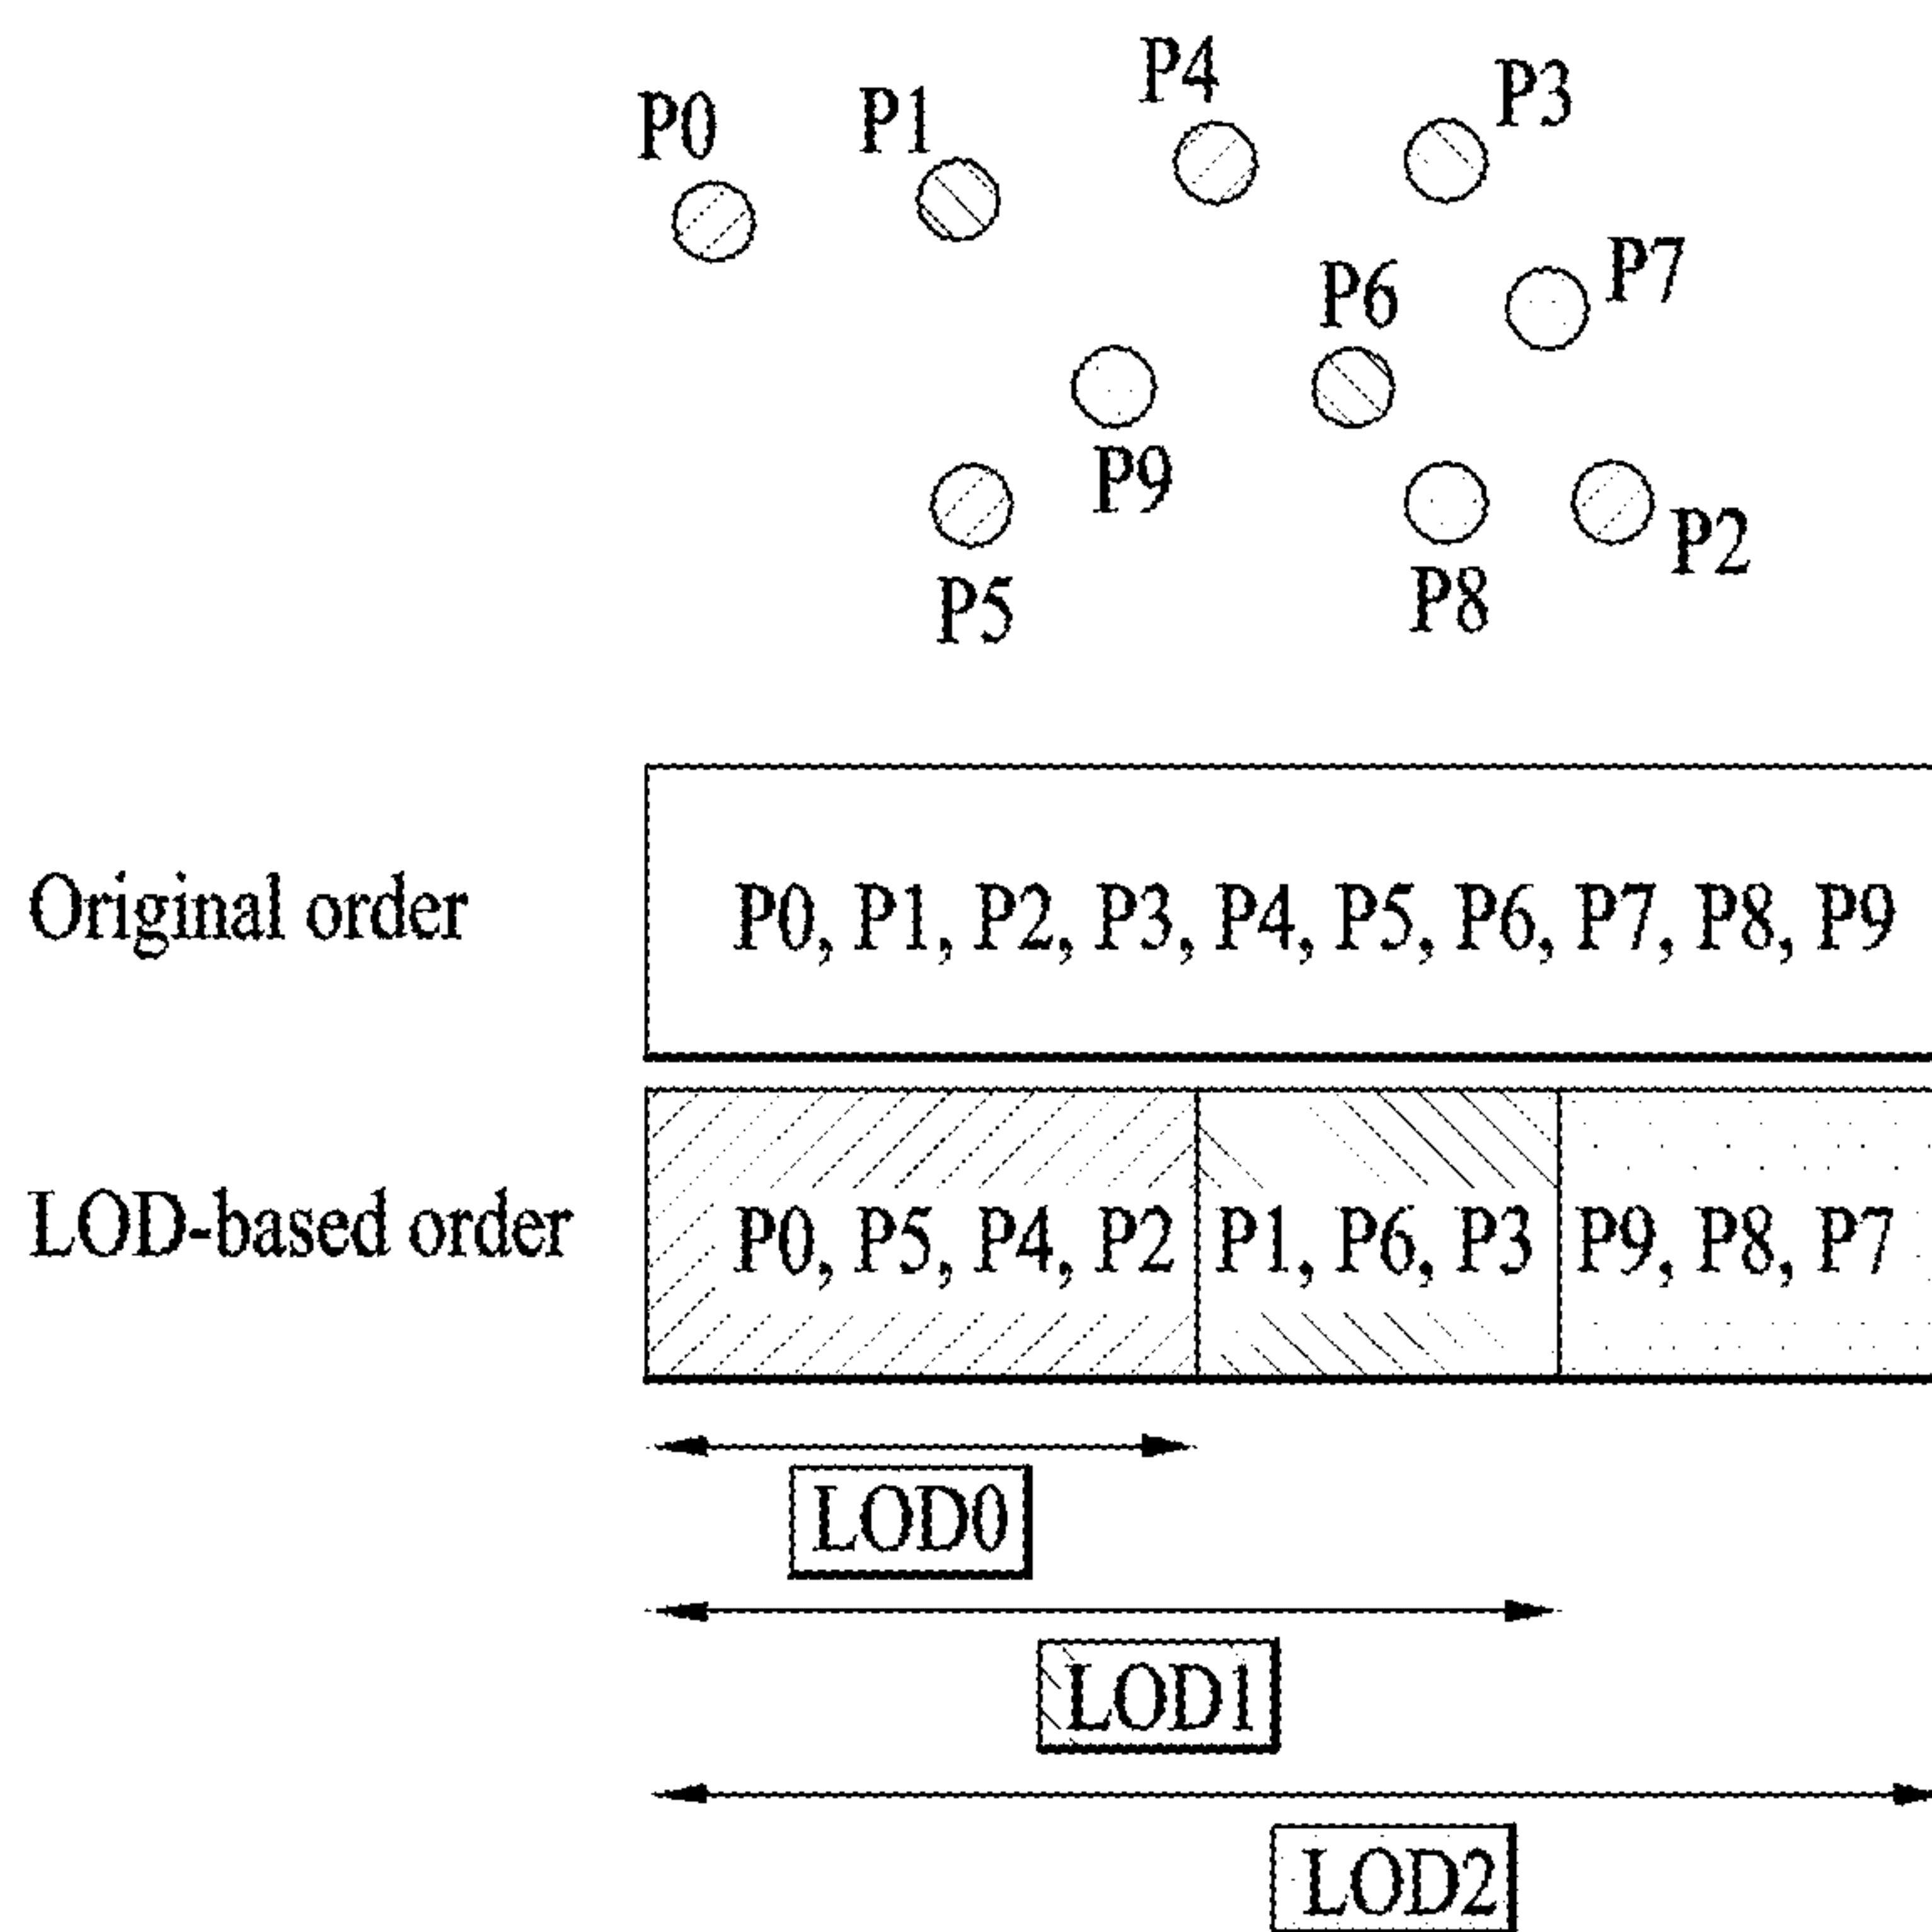 P4
P3
P0
P1
P7
P6
P9
P2
P5
P8
Original order
P0, P1, P2, P3, P4, P5, P6, P7, P8, P9
LOD-based order
P0, P5, P4, P2
P1, P6, P3
P9, P8, P7
LOD0
LOD1
LOD2